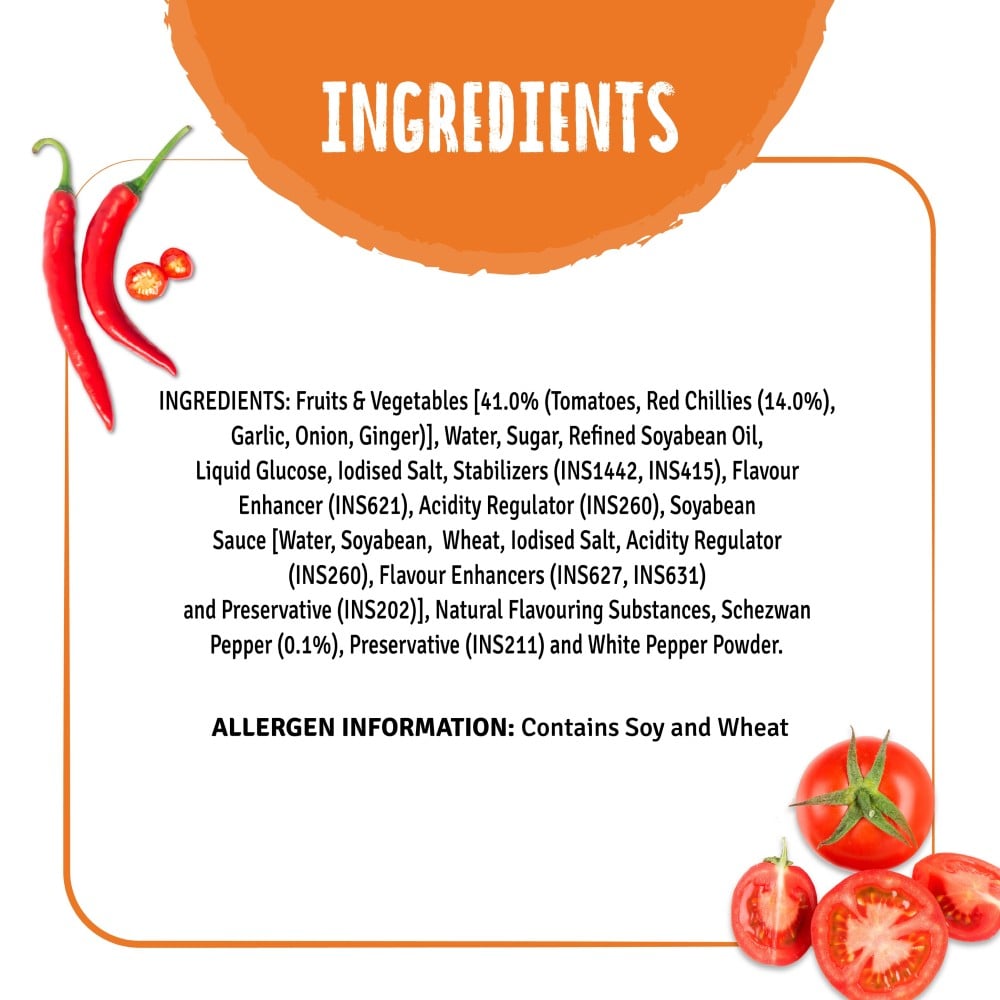 INGREDIENTS
INGREDIENTS: Fruits & Vegetables [41.0% (Tomatoes, Red Chillies (14.0%),
Garlic, Onion, Ginger)], Water, Sugar, Refined Soyabean Oil,
Liquid Glucose, Iodised Salt, Stabilizers (INS1442, INS415), Flavour
Enhancer (INS621), Acidity Regulator (INS260), Soyabean
Sauce [Water, Soyabean, Wheat, Iodised Salt, Acidity Regulator
(INS260), Flavour Enhancers (INS627, INS631)
and Preservative (INS202)], Natural Flavouring Substances, Schezwan
Pepper (0.1%), Preservative (INS211) and White Pepper Powder.
ALLERGEN INFORMATION: Contains Soy and Wheat